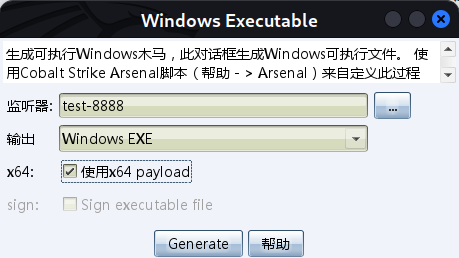 Windows Executable
生成可执行Windows木马，此对话框生成Windows可执行文件。 使
用Cobalt Strike Arsenal脚本（帮助 - > Arsenal）来自定义此过程
监听器: test-8888 ...
输出 Windows EXE
x64: 使用x64 payload
sign: Sign executable file
Generate 帮助